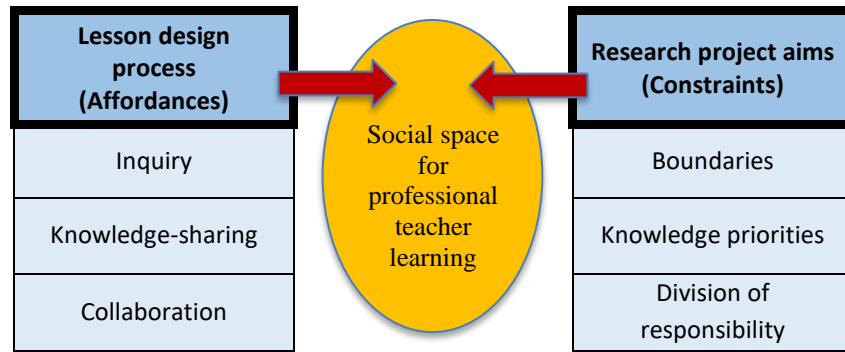 Lesson design
process
(Affordances)
Inquiry
Knowledge-sharing
Collaboration
Social space
for
professional
teacher
learning
Research project aims
(Constraints)
Boundaries
Knowledge priorities
Division of
responsibility